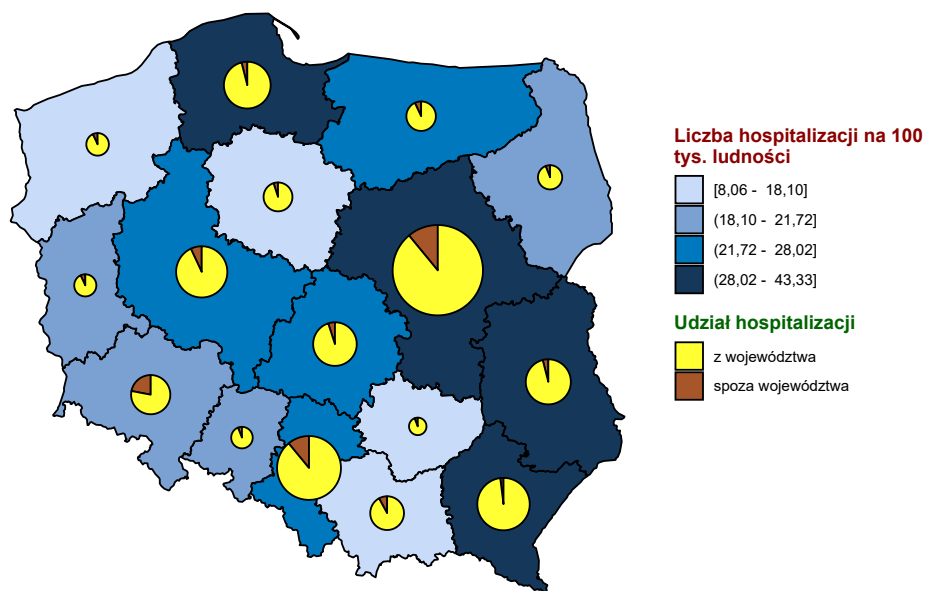 Liczba hospitalizacji na 100
tys. ludności
[8,06 - 18,10]
(18,10 - 21,72]
(21,72 - 28,02]
(28,02 - 43,33]
Udział hospitalizacji
z województwa
spoza województwa